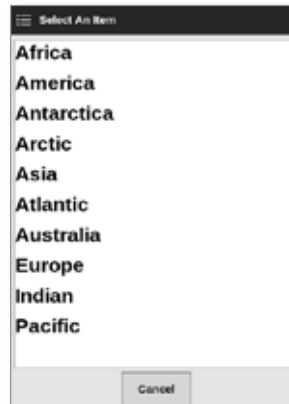 Select An Item
Africa
America
Antarctica
Arctic
Asia
Atlantic
Australia
Europe
Indian
Pacific
Cancel